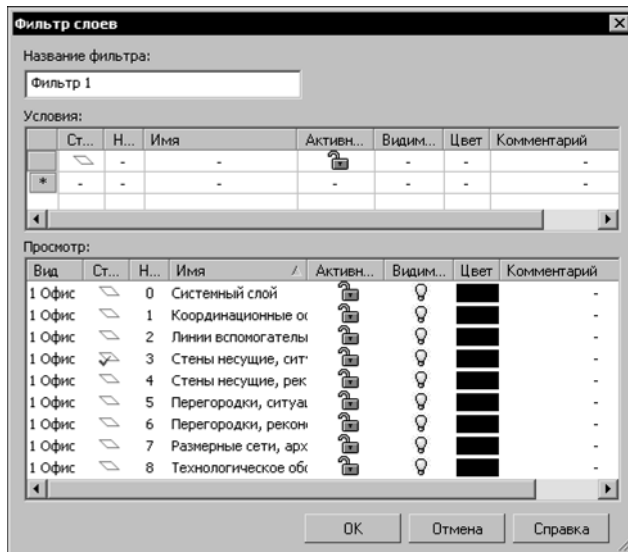 Фильтр слоев
Название фильтра:
Фильтр 1
Условия:
Ст... Н... Имя Активн... Видим... Цвет Комментарий
- - - - -
* - - - - - - -
Просмотр:
Вид Ст... Н... Имя Активн... Видим... Цвет Комментарий
1 Офис 0 Системный слой -
1 Офис 1 Координационные ос -
1 Офис 2 Линии вспомогатель -
1 Офис 3 Стены несущие, сит -
1 Офис 4 Стены несущие, рек -
1 Офис 5 Перегородки, ситуа -
1 Офис 6 Перегородки, рекон -
1 Офис 7 Размерные сети, арх -
1 Офис 8 Технологическое обо -
ОК Отмена Справка